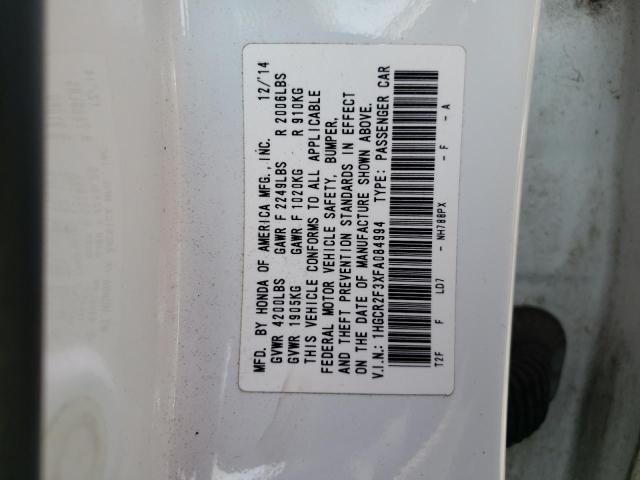 MFD. BY HONDA OF AMERICA MFG., INC. 12/'14
GVWR 4200LBS GAWR F 2249LBS R 2006LBS
GVWR 1905KG GAWR F 1020KG R 910KG
THIS VEHICLE CONFORMS TO ALL APPLICABLE
FEDERAL MOTOR VEHICLE SAFETY, BUMPER,
AND THEFT PREVENTION STANDARDS IN EFFECT
ON THE DATE OF MANUFACTURE SHOWN ABOVE.
V.I.N.: 1HGCR2F3XFA084994 TYPE: PASSENGER CAR
T2F F LD7- NH788PX - F - A